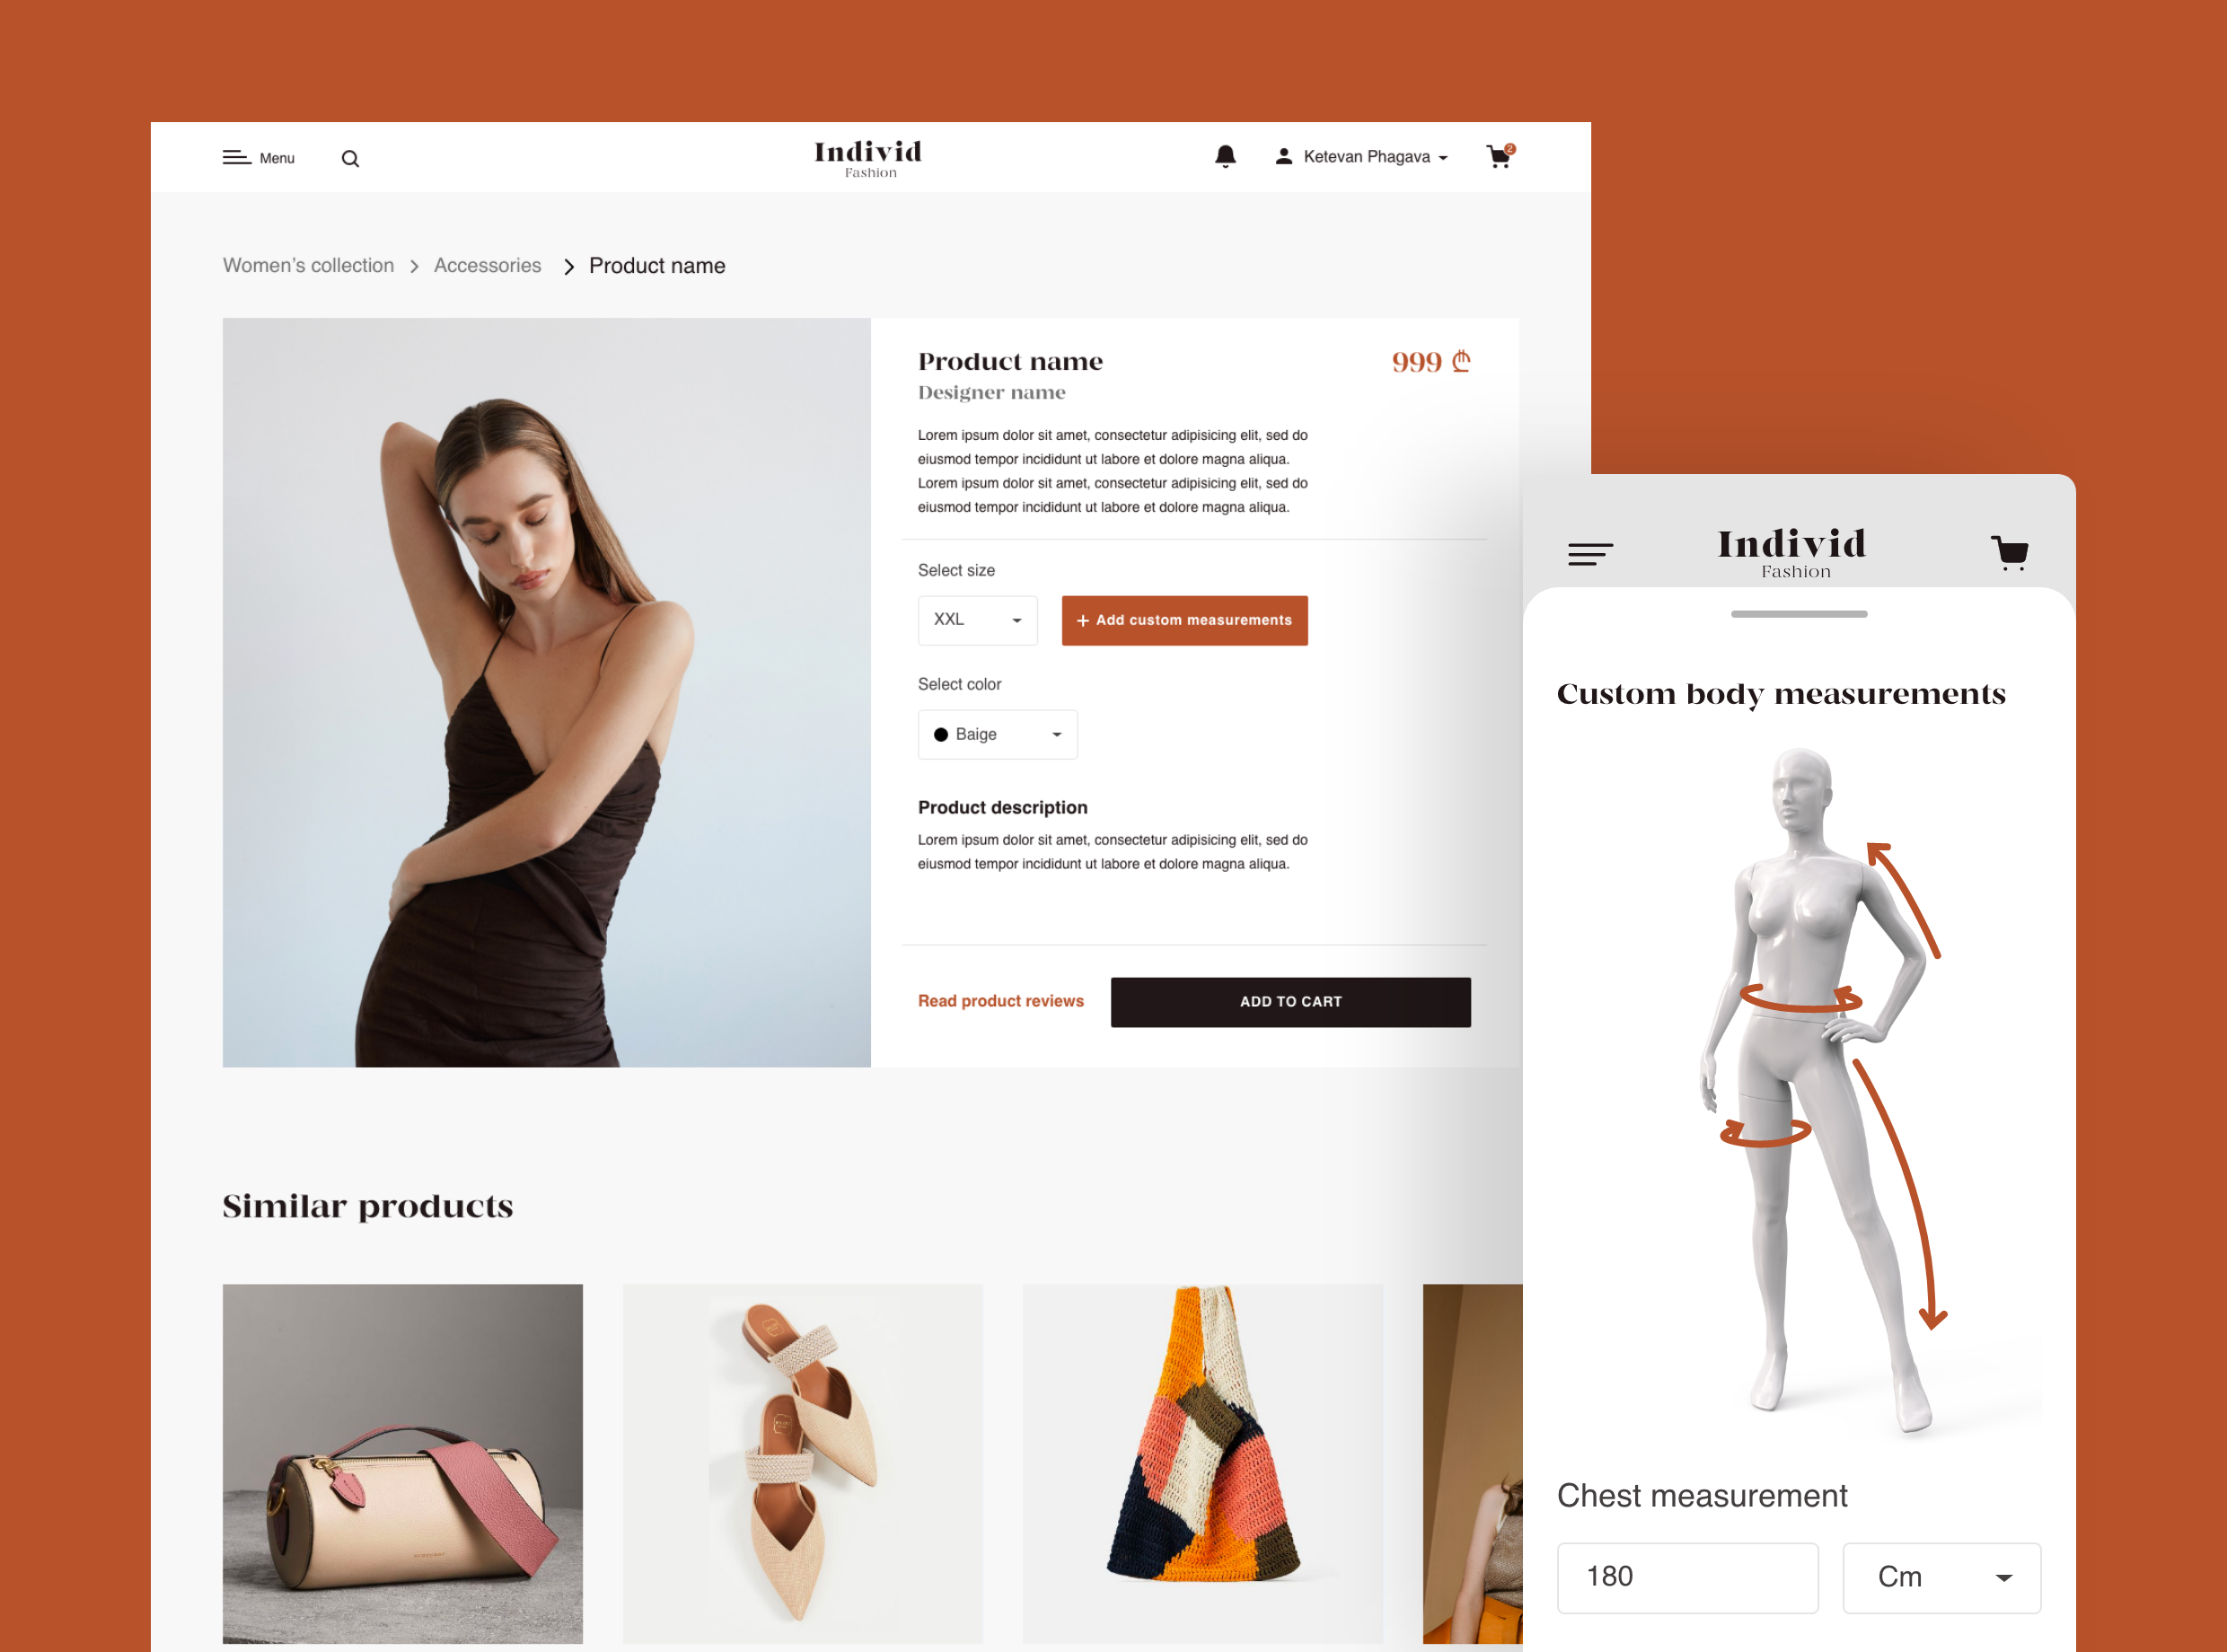 Menu
Individ
Fashion
Ketevan Phagava
2
Women's collection > Accessories > Product name
Product name
999 ₾
Designer name
Lorem ipsum dolor sit amet, consectetur adipisicing elit, sed do
eiusmod tempor incididunt ut labore et dolore magna aliqua.
Lorem ipsum dolor sit amet, consectetur adipisicing elit, sed do
eiusmod tempor incididunt ut labore et dolore magna aliqua.
Select size
XXL
+ Add custom measurements
Select color
Baige
Product description
Lorem ipsum dolor sit amet, consectetur adipisicing elit, sed do
eiusmod tempor incididunt ut labore et dolore magna aliqua.
Read product reviews
ADD TO CART
Similar products
Individ
Fashion
Custom body measurements
Chest measurement
180
Cm